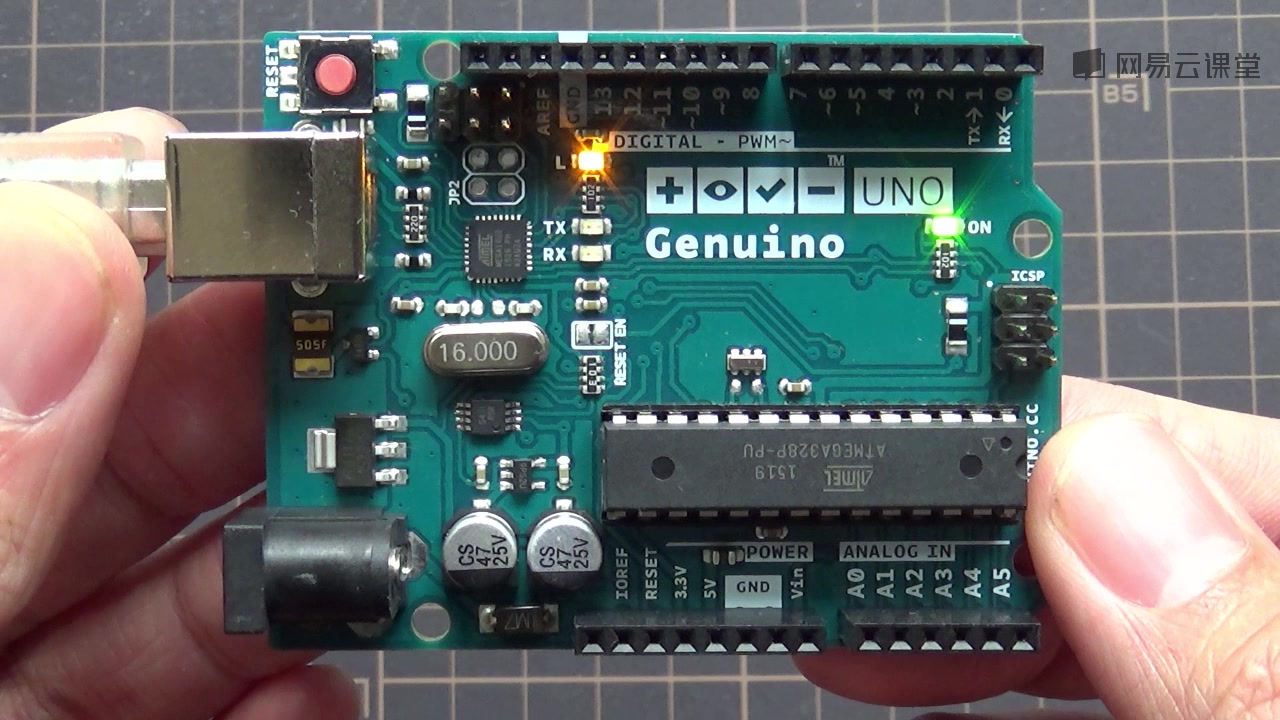 网易云课堂
B5
RESET
AREF
GND
13
12
~11
~10
~9
8
7
~6
~5
4
~3
2
TX→1
RX←0
DIGITAL - PWM~
L
™
UNO
JP2
TX
RX
Genuino
ON
ICSP
16.000
RESET EN
ATMEL
ATMEGA328P-PU
1519
CS
47
25V
CS
47
25V
M7
IOREF
RESET
3.3V
5V
POWER
GND
Vin
ANALOG IN
A0
A1
A2
A3
A4
A5